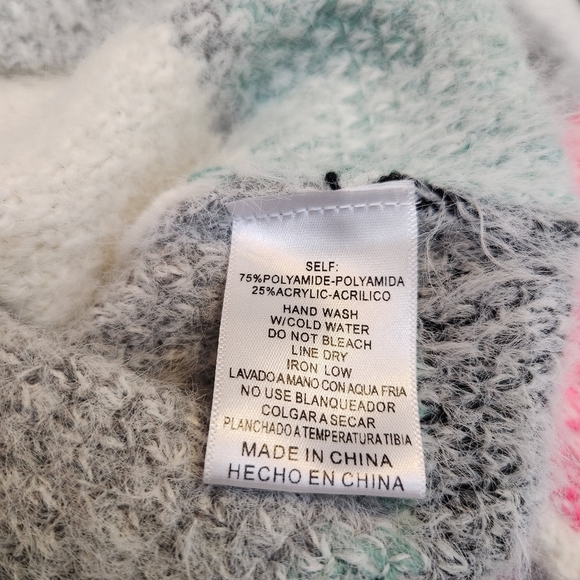 SELF:
75%POLYAMIDE-POLYAMIDA
25%ACRYLIC-ACRILICO
HAND WASH
W/COLD WATER
DO NOT BLEACH
LINE DRY
IRON LOW
LAVADO A MANO CON AQUA FRIA
NO USE BLANQUEADOR
COLGAR A SECAR
PLANCHADO A TEMPERATURA TIBIA
MADE IN CHINA
HECHO EN CHINA